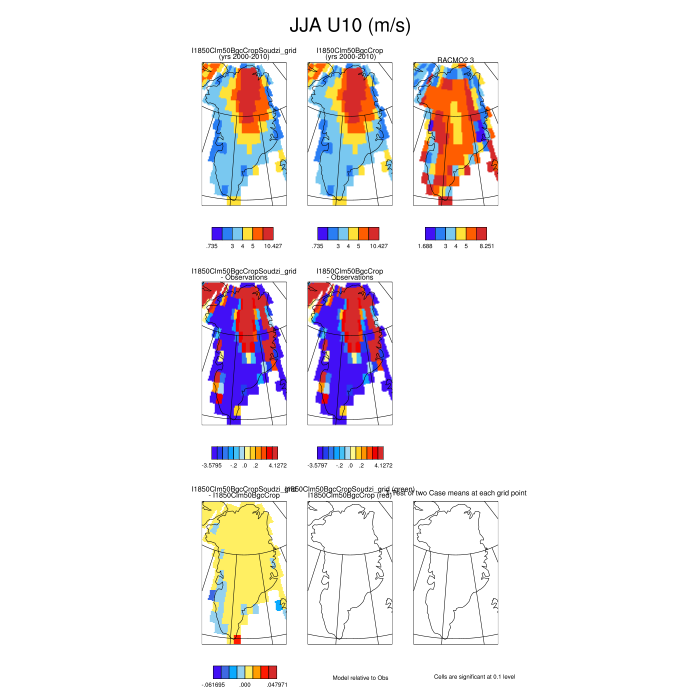 JJA U10 (m/s)
I1850Clm50BgcCropSoudzi_grid
(yrs 2000-2010)
I1850Clm50BgcCrop
(yrs 2000-2010)
RACMO2.3
.735 3 4 5 10.427
.735 3 4 5 10.427
1.688 3 4 5 8.251
I1850Clm50BgcCropSoudzi_grid
- Observations
I1850Clm50BgcCrop
- Observations
-3.5795 -.2 .0 .2 4.1272
-3.5797 -.2 .0 .2 4.1272
I1850Clm50BgcCropSoudzi_grid
- I1850Clm50BgcCrop
I1850Clm50BgcCropSoudzi_grid (green)
I1850Clm50BgcCrop (red)
Test of two Case means at each grid point
-.061695 .000 .047971
Model relative to Obs
Cells are significant at 0.1 level